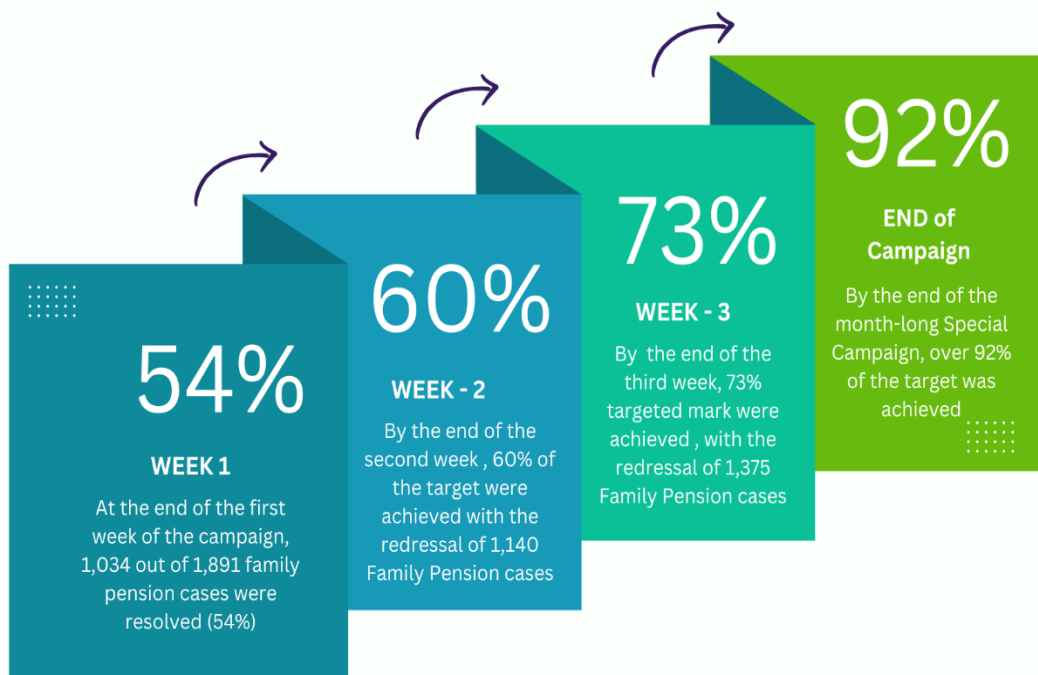 54%
WEEK 1
At the end of the first
week of the campaign,
1,034 out of 1,891 family
pension cases were
resolved (54%)
60%
WEEK - 2
By the end of the
second week , 60% of
the target were
achieved with the
redressal of 1,140
Family Pension cases
73%
WEEK - 3
By the end of the
third week, 73%
targeted mark were
achieved , with the
redressal of 1,375
Family Pension cases
92%
END of
Campaign
By the end of the
month-long Special
Campaign, over 92%
of the target was
achieved